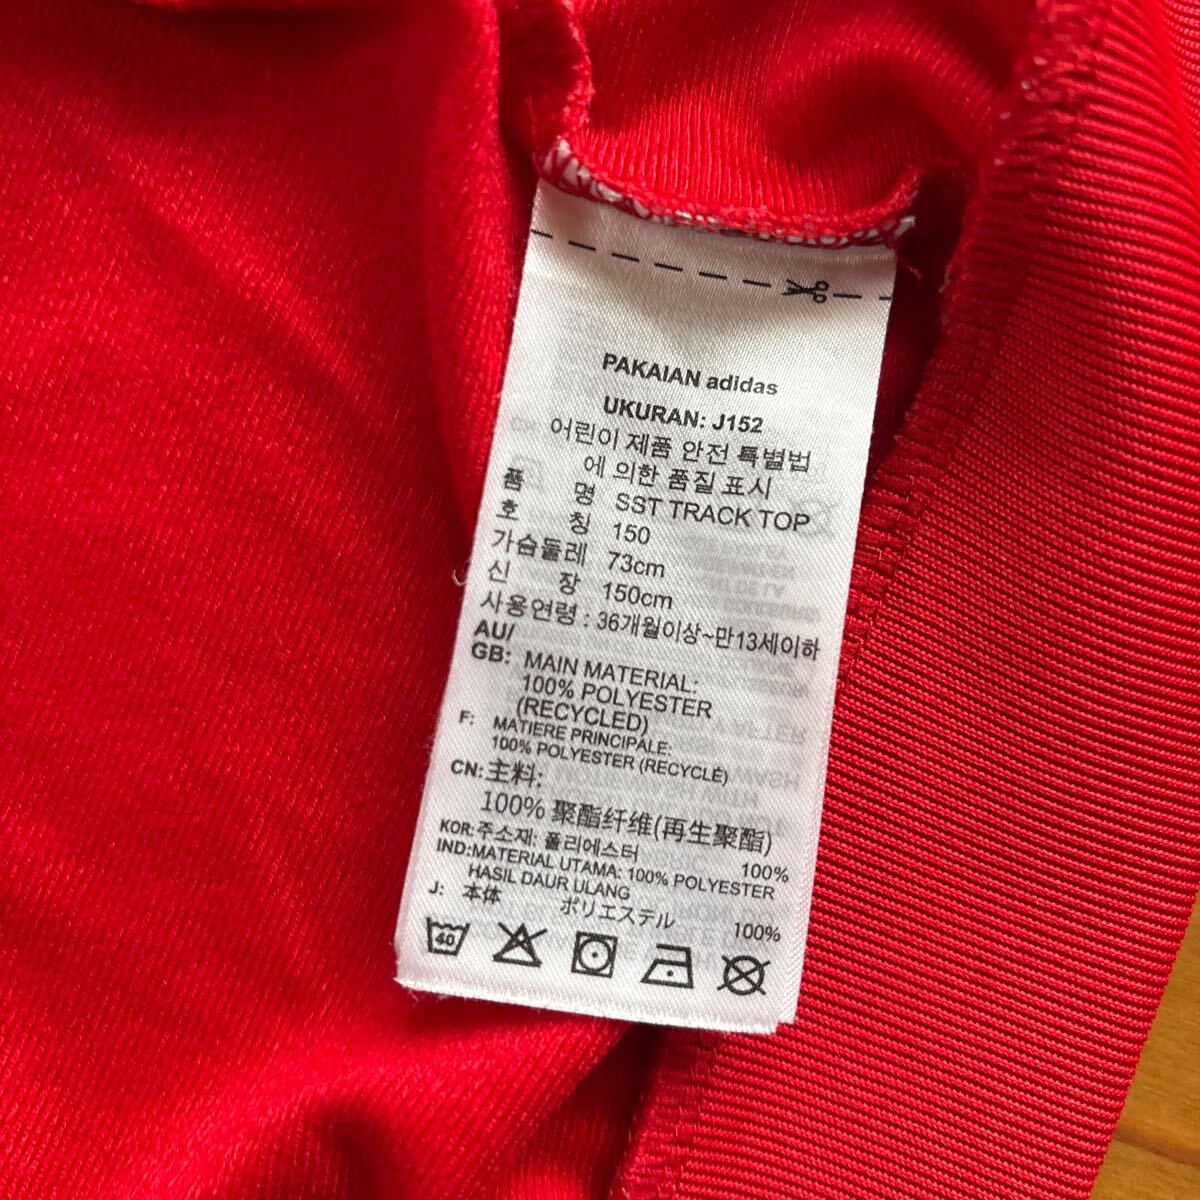 PAKAIAN adidas
UKURAN: J152
어린이 제품 안전 특별법
에 의한 품질 표시
품 명 SST TRACK TOP
호 칭 150
가슴둘레 73cm
신 장 150cm
사용연령 : 36개월이상~만13세이하
AU/
GB: MAIN MATERIAL:
100% POLYESTER
(RECYCLED)
F: MATIERE PRINCIPALE:
100% POLYESTER (RECYCLÉ)
CN: 主料:
100% 聚酯纤维(再生聚酯)
KOR: 주소재: 폴리에스터 100%
IND: MATERIAL UTAMA: 100% POLYESTER
HASIL DAUR ULANG
J: 本体 ポリエステル 100%
40